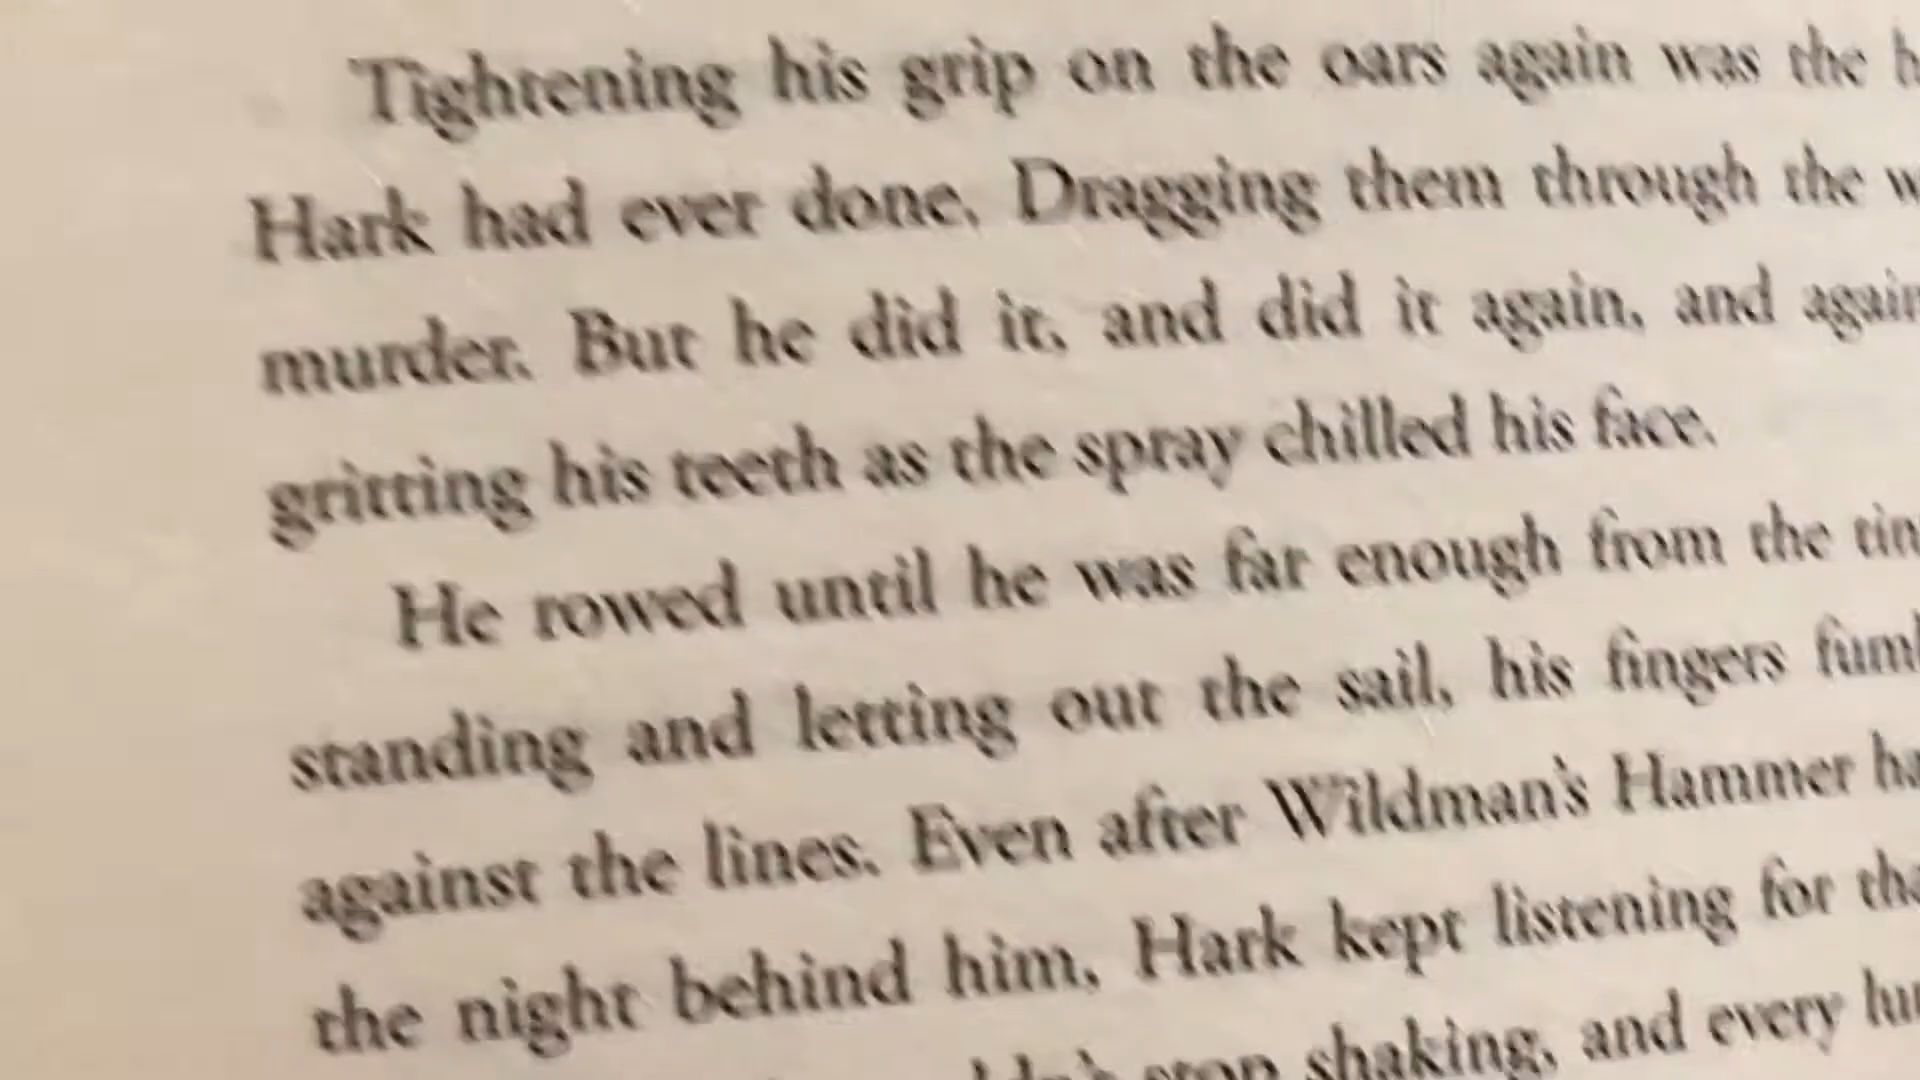 Tightening his grip on the oars again was the
Hark had ever done. Dragging them through the
murder. But he did it, and did it again, and
gritting his teeth as the spray chilled his face.
He rowed until he was far enough from the
standing and letting out the sail, his fingers
against the lines. Even after Wildman's Hammer
the night behind him, Hark kept listening for
stop shaking, and every